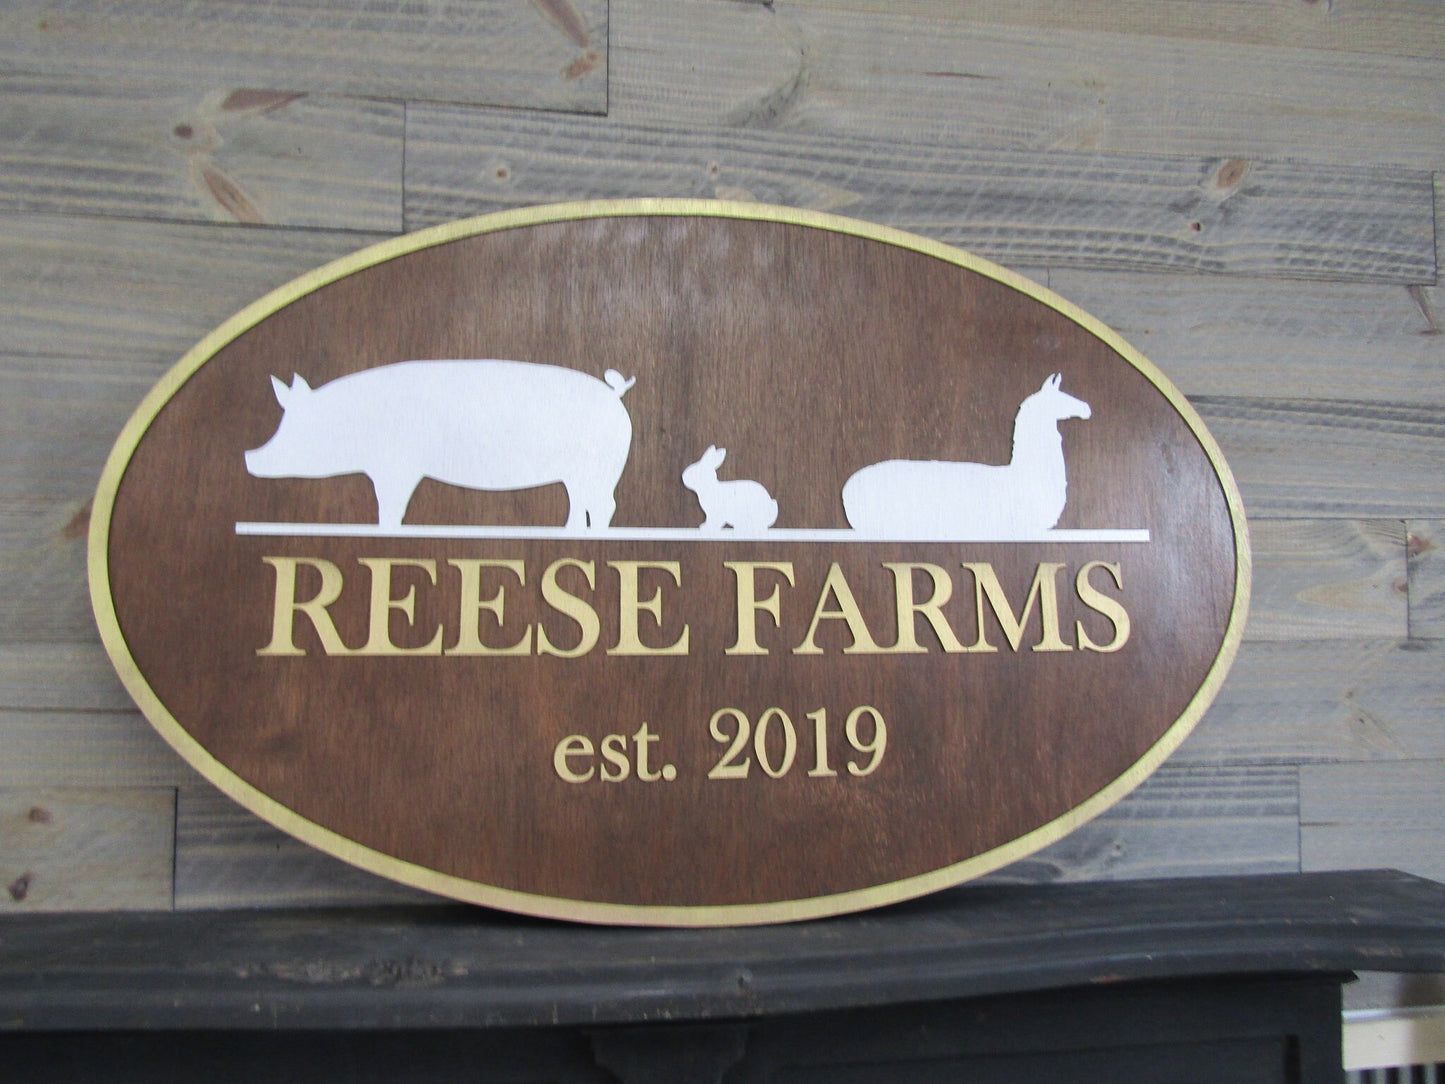 REESE FARMS
est. 2019